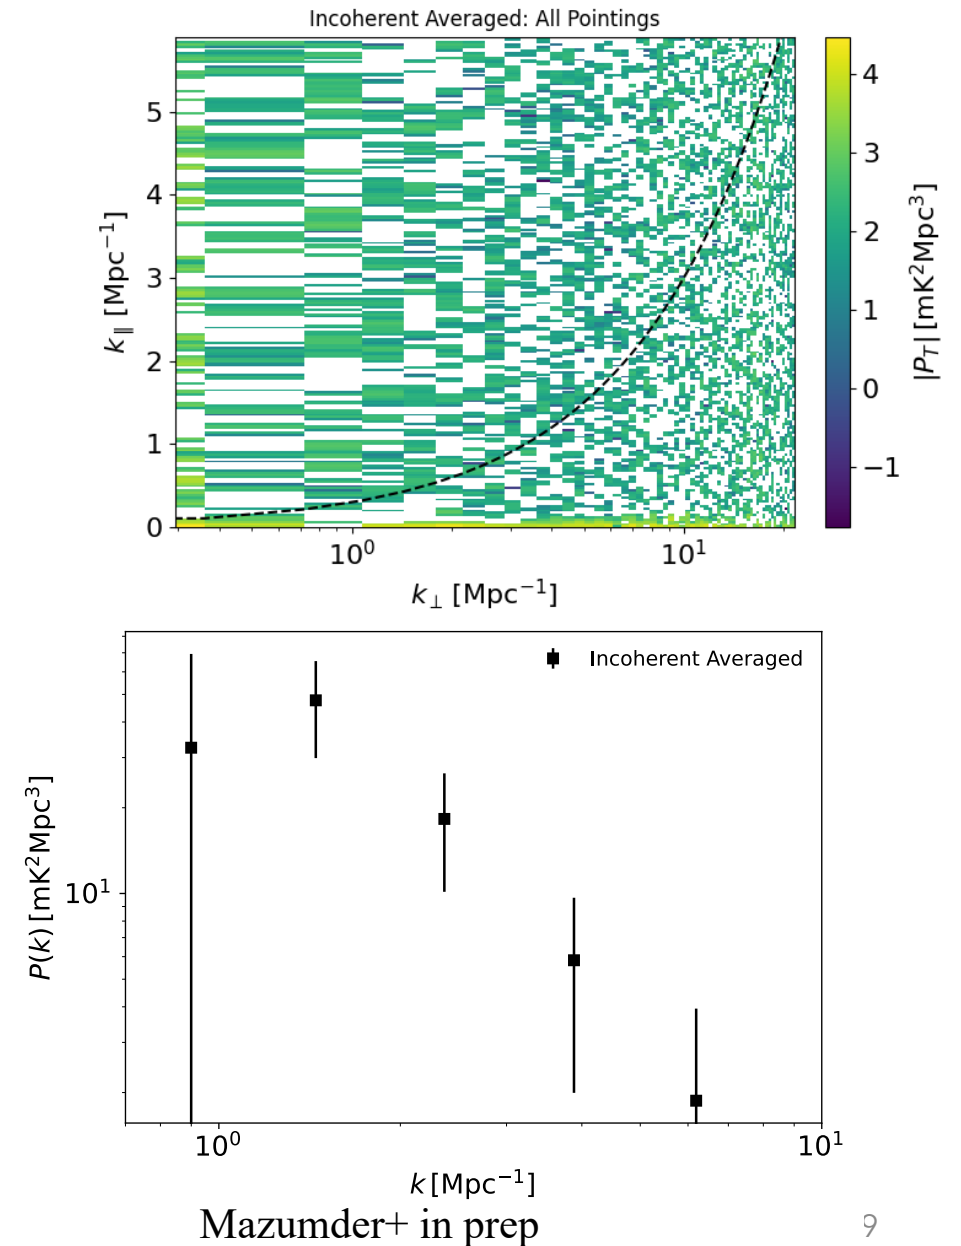 Incoherent Averaged: All Pointings
5
4
3
2
1
0
k∥ [Mpc⁻¹]
10⁰
10¹
k⊥ [Mpc⁻¹]
4
3
2
1
0
−1
|P_T| [mK²Mpc³]
Incoherent Averaged
P(k) [mK²Mpc³]
10¹
10⁰
10¹
k [Mpc⁻¹]
Mazumder+ in prep
9